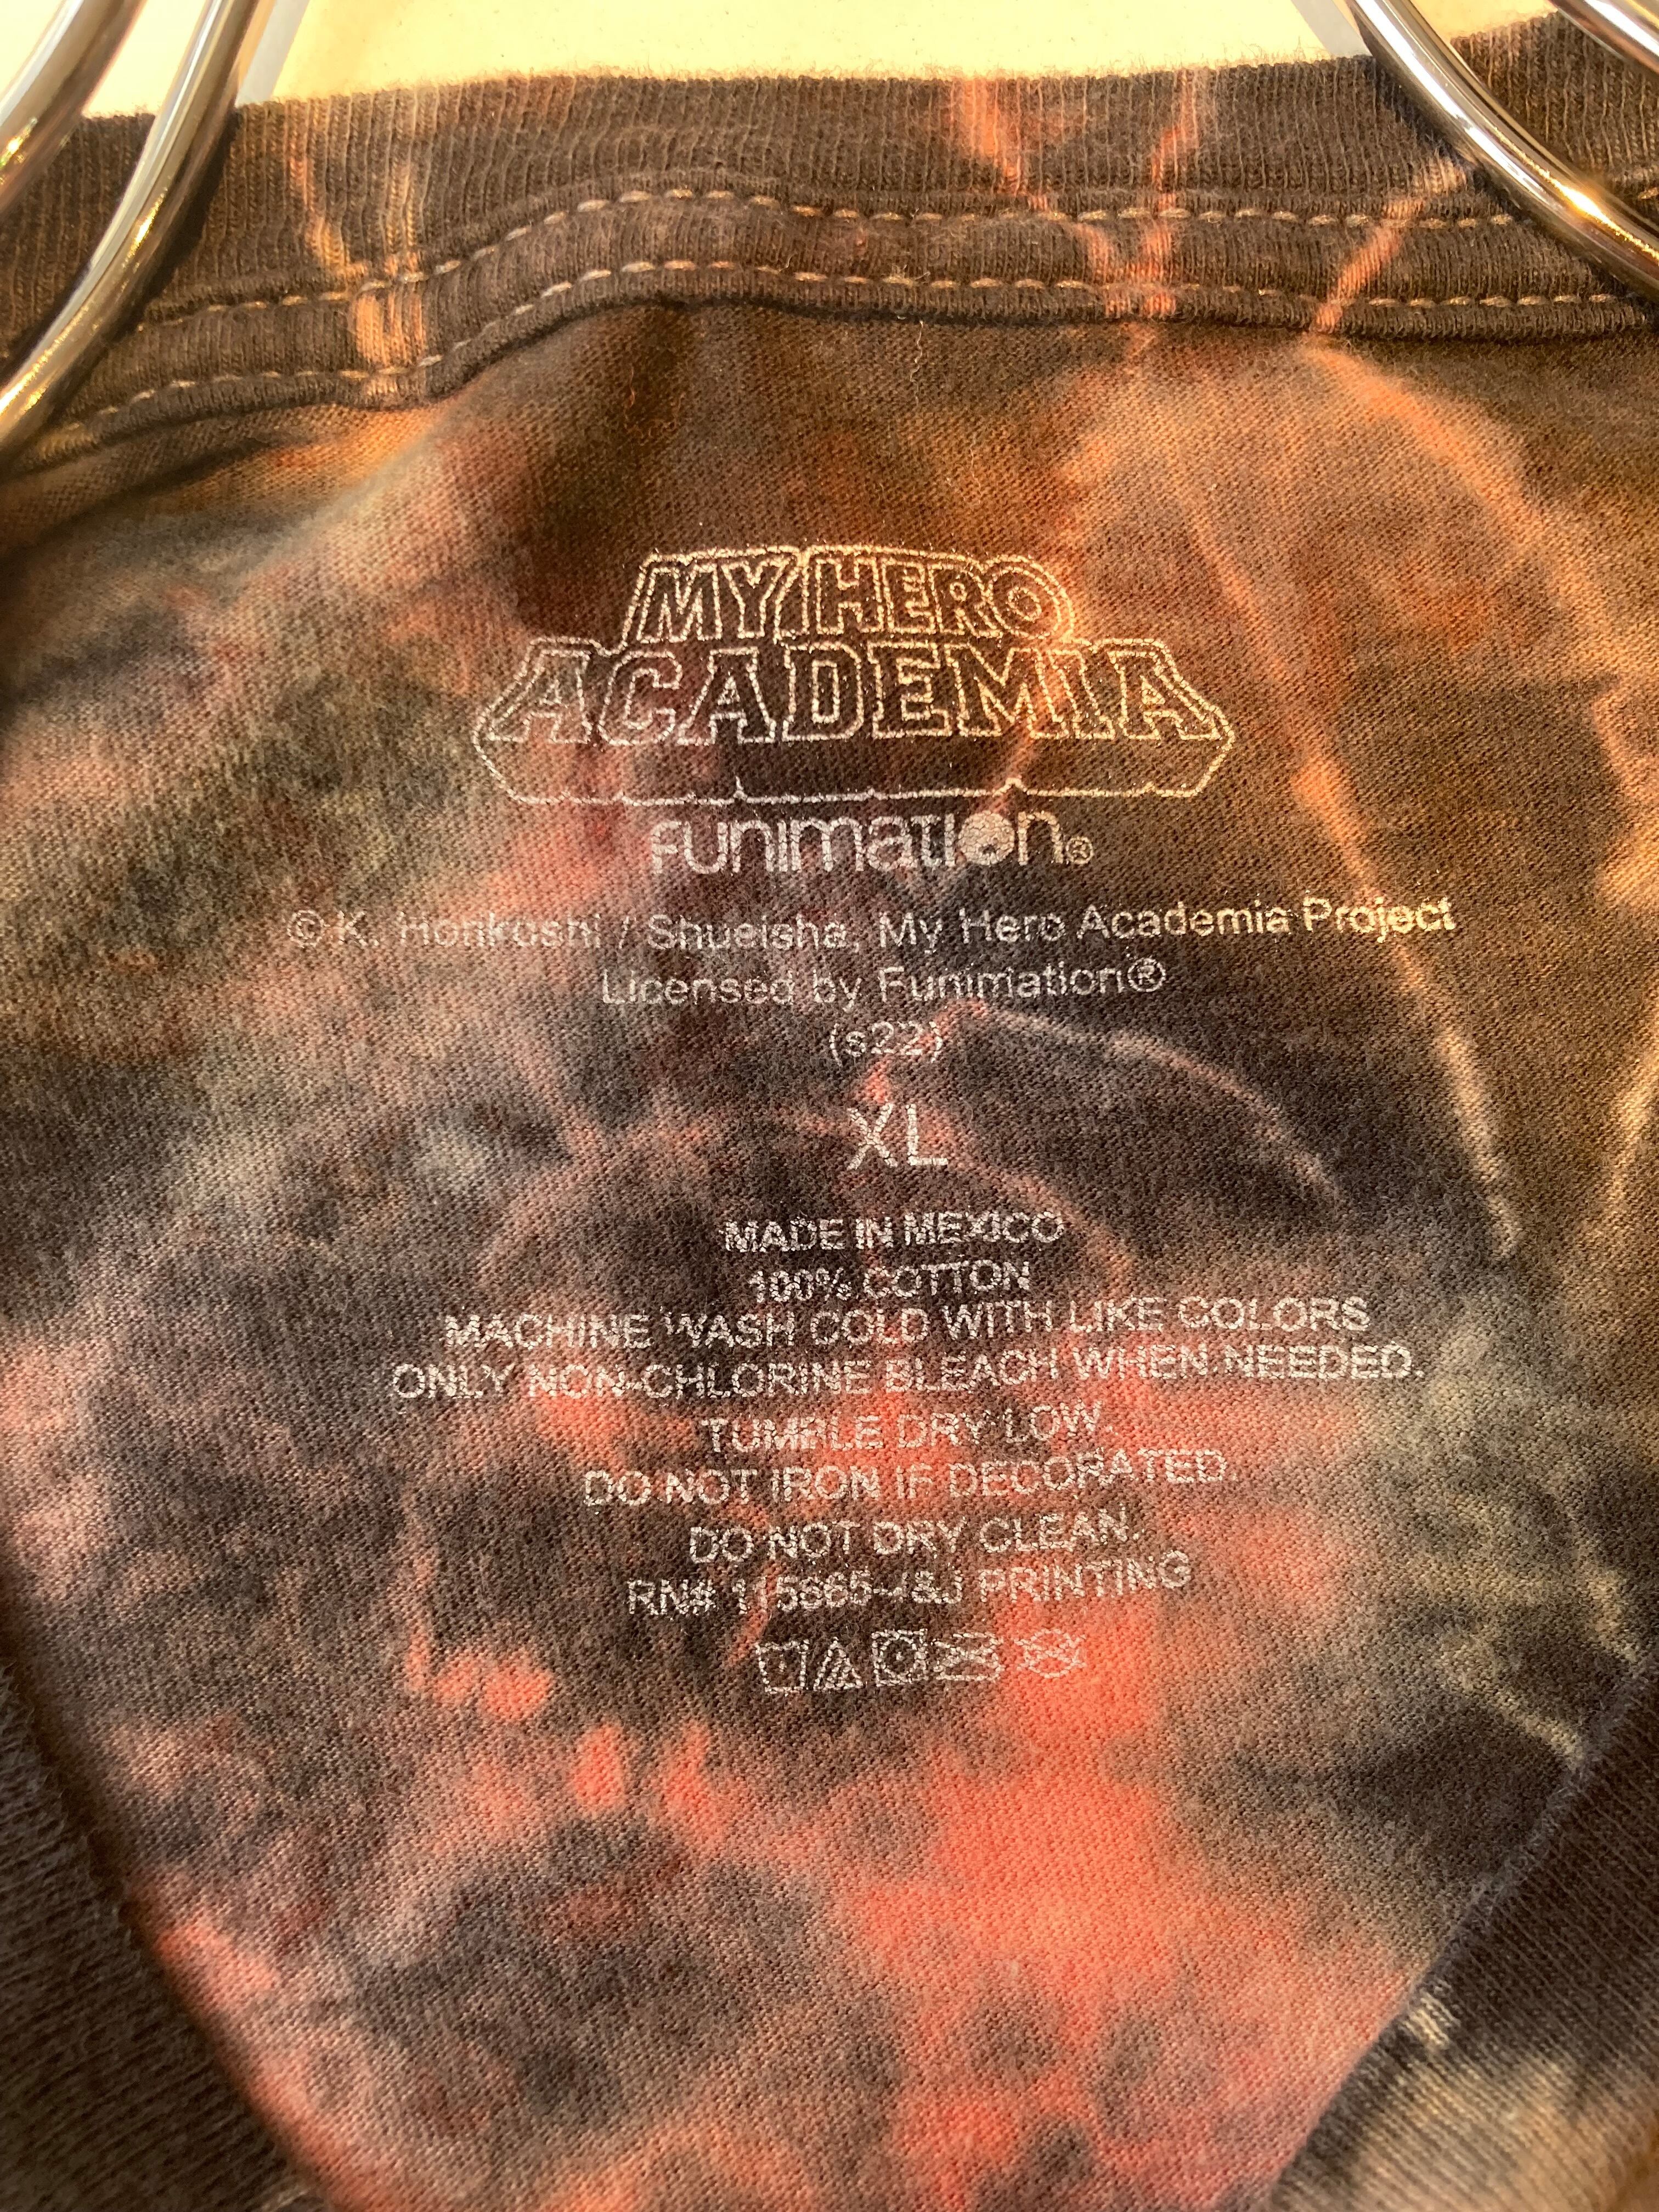 MY HERO
ACADEMIA
FUNIMATION®
© K. Horikoshi / Shueisha, My Hero Academia Project
Licensed by Funimation®
(s22)
XL
MADE IN MEXICO
100% COTTON
MACHINE WASH COLD WITH LIKE COLORS
ONLY NON-CHLORINE BLEACH WHEN NEEDED.
TUMBLE DRY LOW.
DO NOT IRON IF DECORATED.
DO NOT DRY CLEAN.
RN# 115665-J&J PRINTING